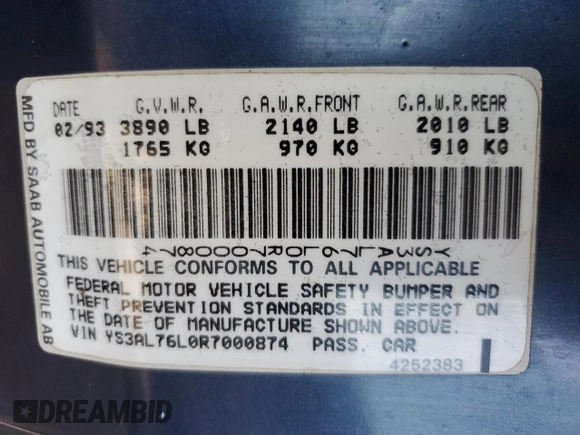 MFD BY SAAB AUTOMOBILE AB
DATE G.V.W.R. G.A.W.R.FRONT G.A.W.R.REAR
02/93 3890 LB 2140 LB 2010 LB
1765 KG 970 KG 910 KG
YS3AL76L0R7000874
THIS VEHICLE CONFORMS TO ALL APPLICABLE
FEDERAL MOTOR VEHICLE SAFETY BUMPER AND
THEFT PREVENTION STANDARDS IN EFFECT ON
THE DATE OF MANUFACTURE SHOWN ABOVE.
VIN YS3AL76L0R7000874 PASS. CAR
4252383
DREAMBID